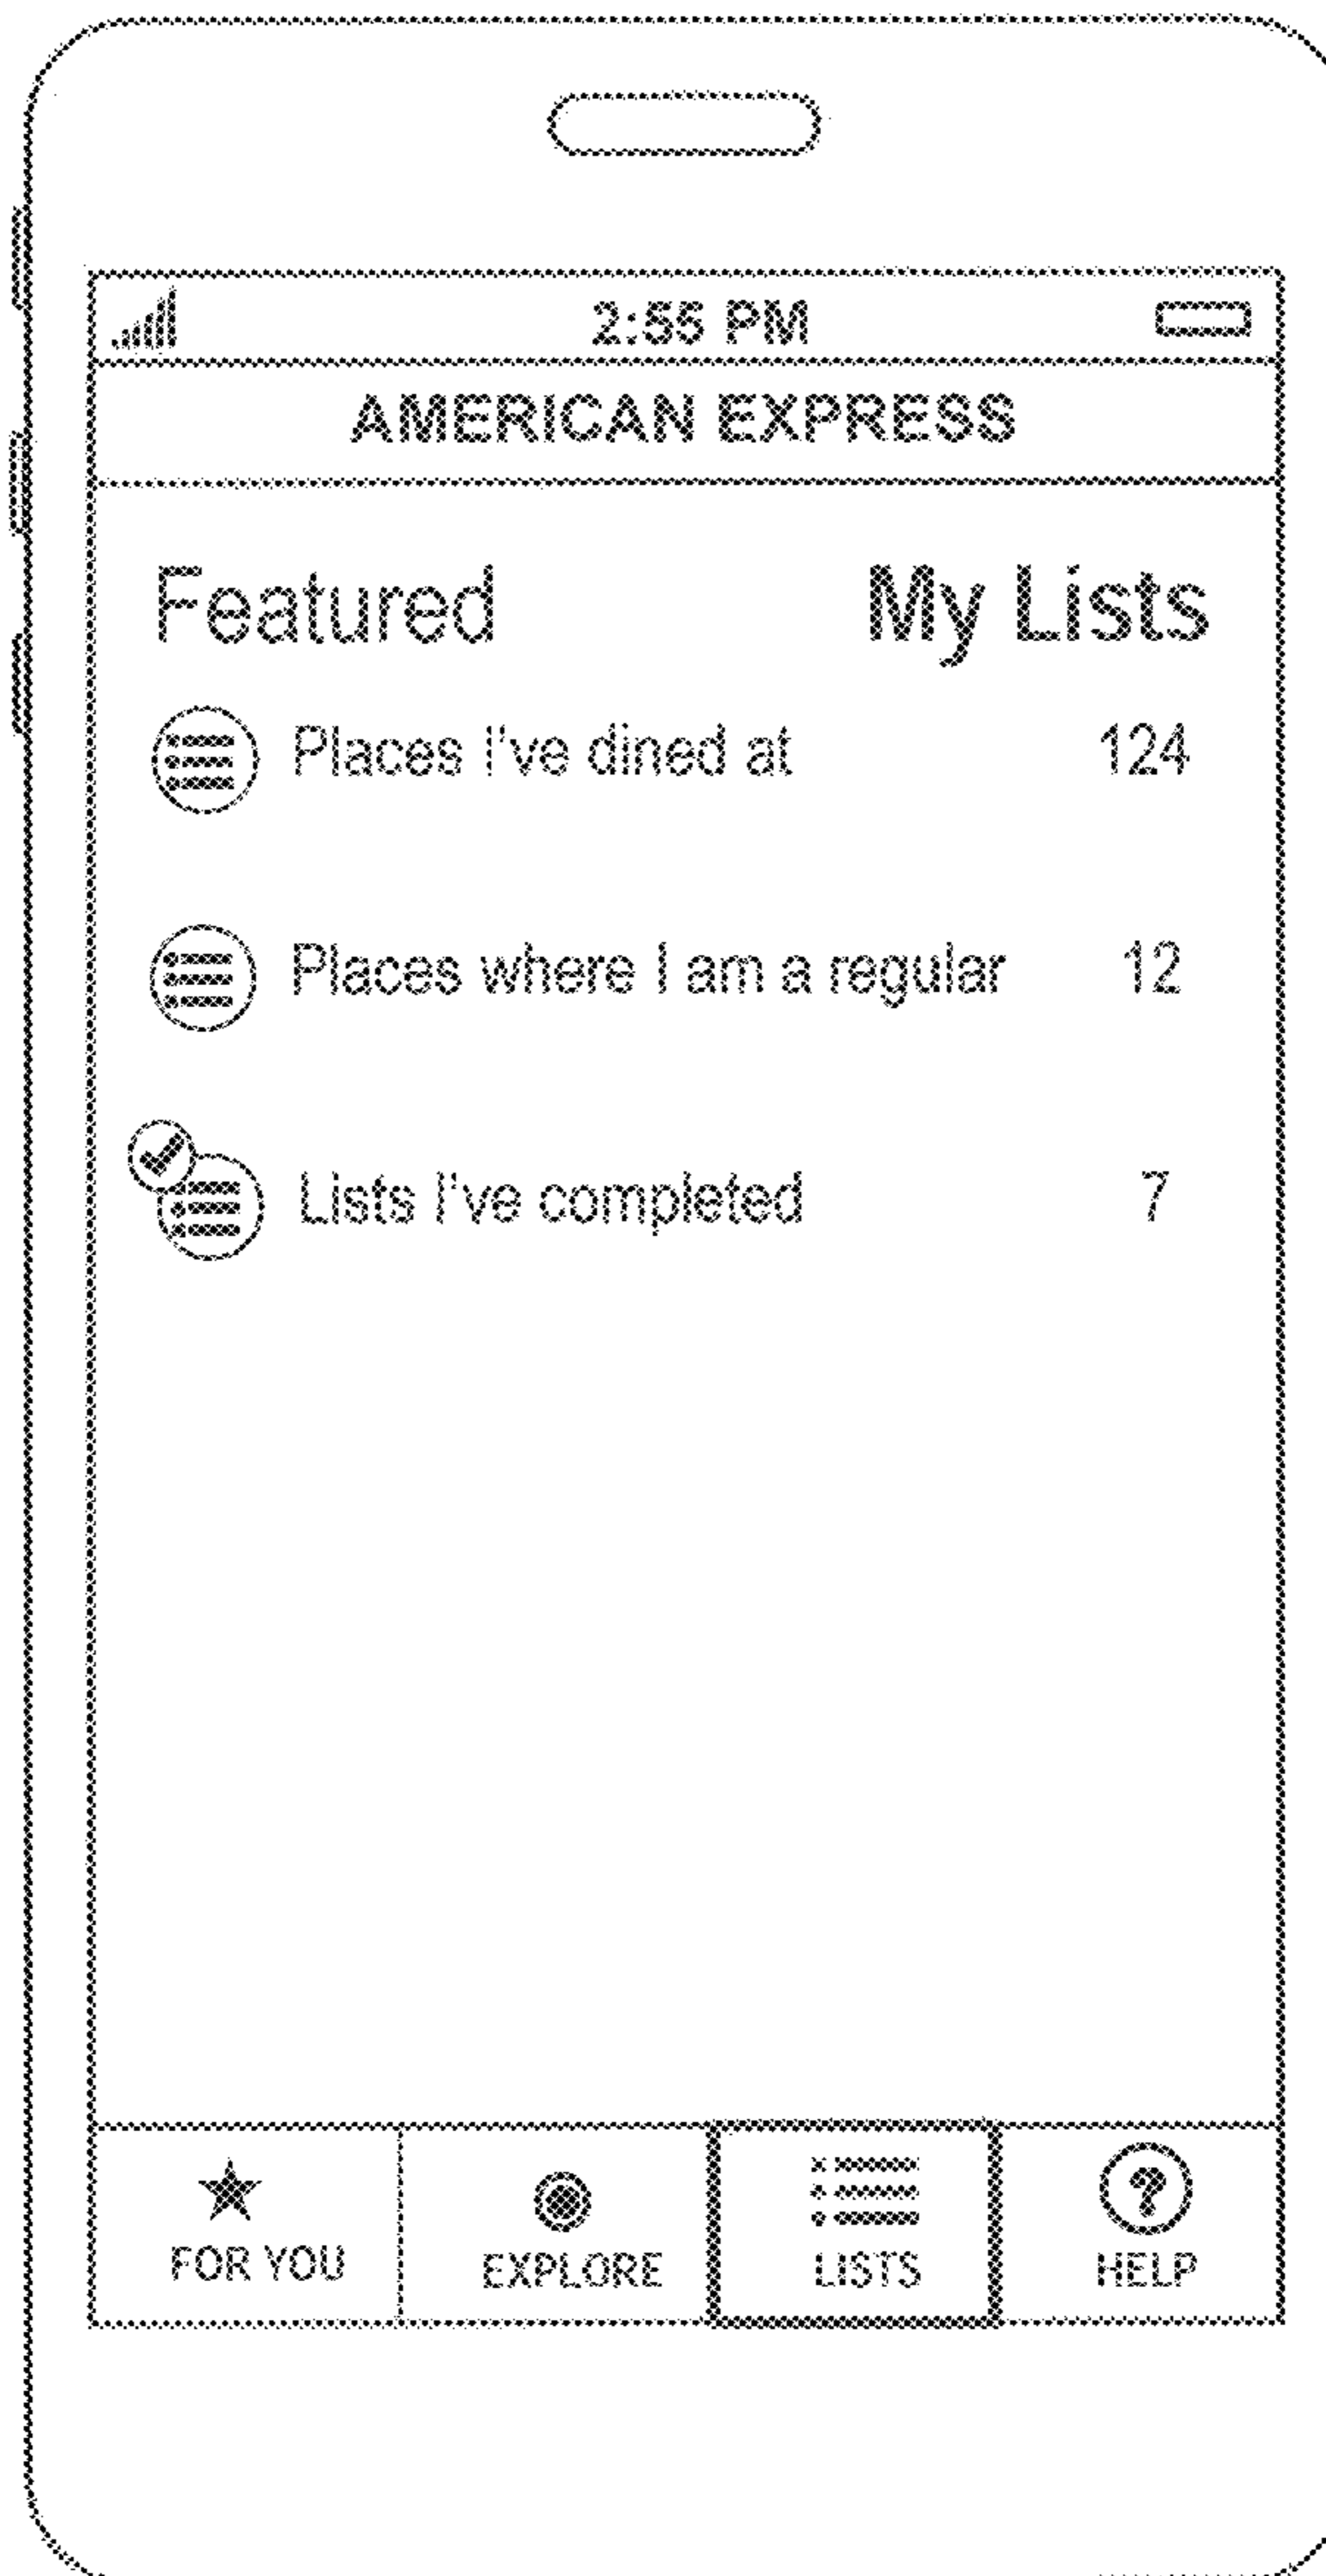 2:55 PM
AMERICAN EXPRESS
Featured My Lists
Places I've dined at 124
Places where I am a regular 12
Lists I've completed 7
FOR YOU EXPLORE LISTS HELP